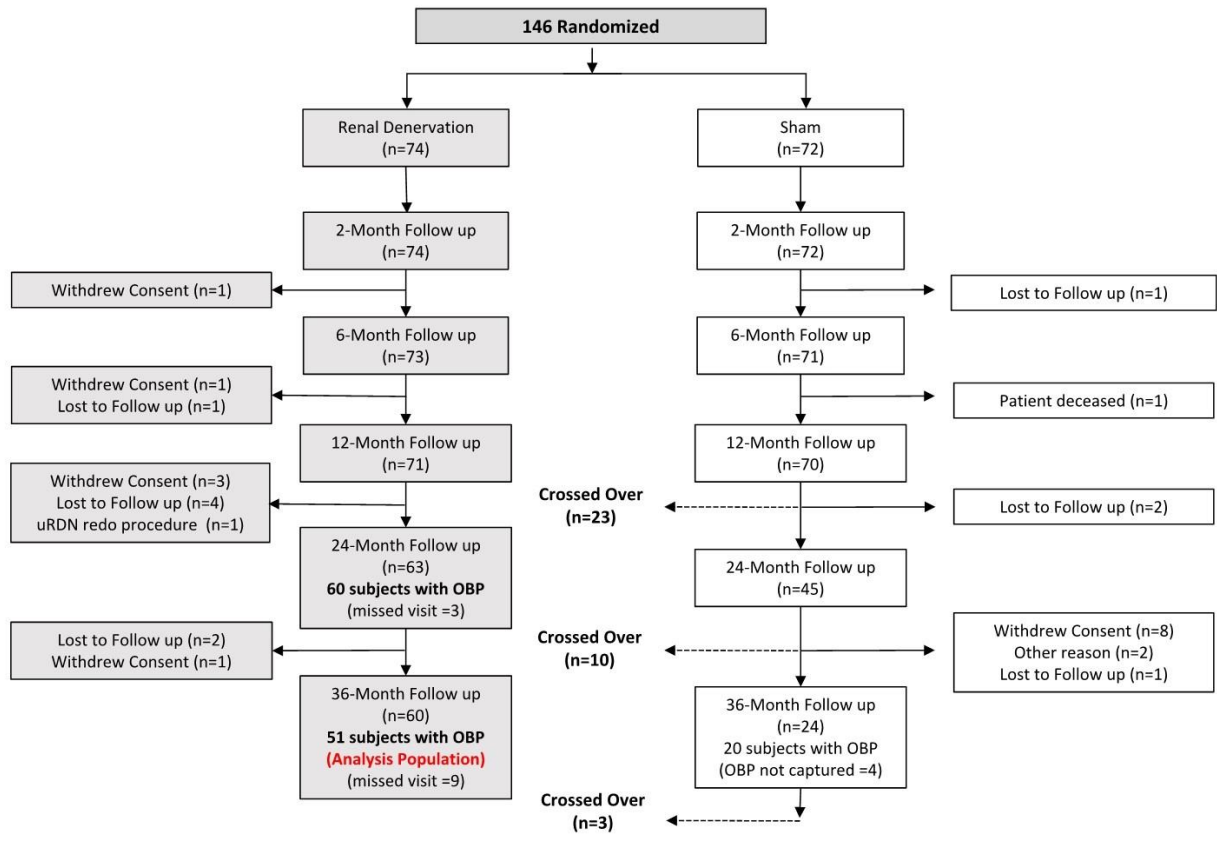 146 Randomized
Renal Denervation
(n=74)
Sham
(n=72)
2-Month Follow up
(n=74)
2-Month Follow up
(n=72)
Withdrew Consent (n=1)
Lost to Follow up (n=1)
6-Month Follow up
(n=73)
6-Month Follow up
(n=71)
Withdrew Consent (n=1)
Lost to Follow up (n=1)
Patient deceased (n=1)
12-Month Follow up
(n=71)
12-Month Follow up
(n=70)
Withdrew Consent (n=3)
Lost to Follow up (n=4)
uRDN redo procedure (n=1)
Crossed Over
(n=23)
Lost to Follow up (n=2)
24-Month Follow up
(n=63)
60 subjects with OBP
(missed visit =3)
24-Month Follow up
(n=45)
Lost to Follow up (n=2)
Withdrew Consent (n=1)
Crossed Over
(n=10)
Withdrew Consent (n=8)
Other reason (n=2)
Lost to Follow up (n=1)
36-Month Follow up
(n=60)
51 subjects with OBP
(Analysis Population)
(missed visit =9)
36-Month Follow up
(n=24)
20 subjects with OBP
(OBP not captured =4)
Crossed Over
(n=3)